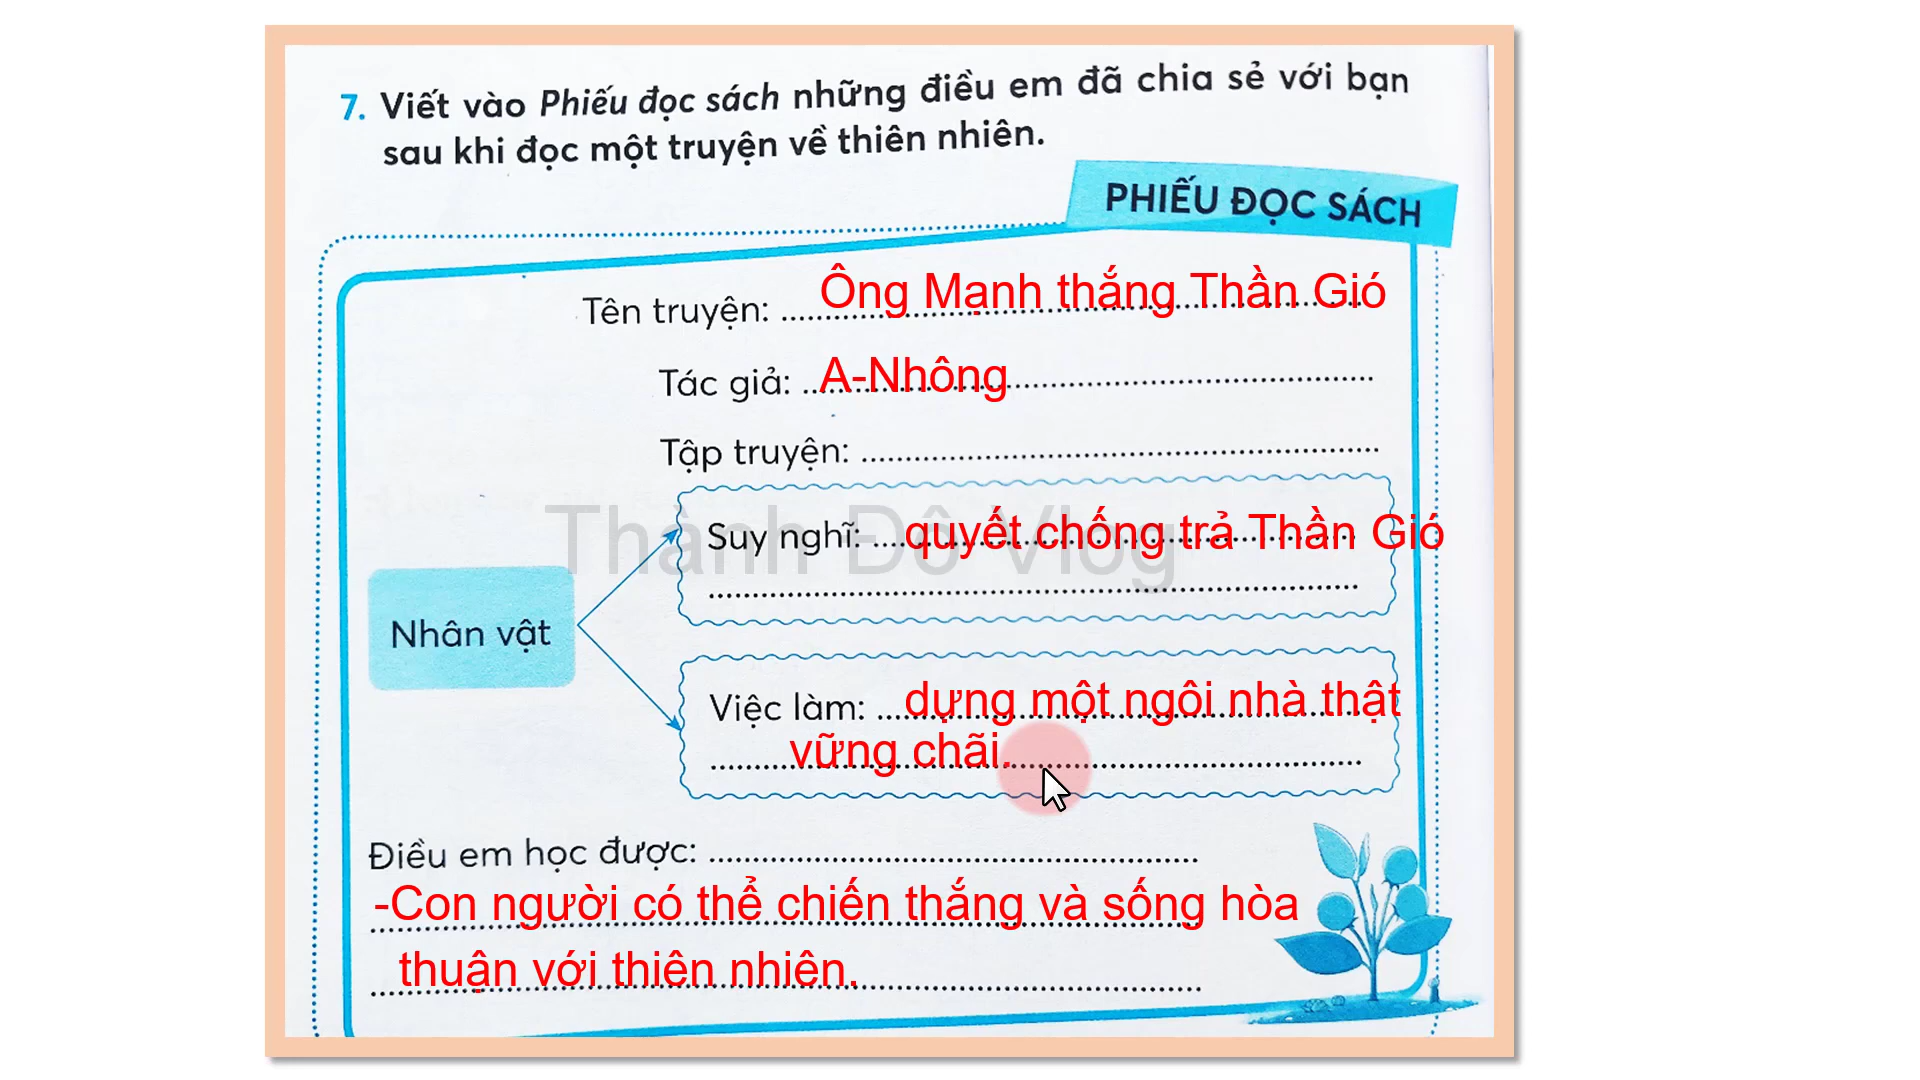 7. Viết vào Phiếu đọc sách những điều em đã chia sẻ với bạn
sau khi đọc một truyện về thiên nhiên.
PHIẾU ĐỌC SÁCH
Tên truyện: Ông Mạnh thắng Thần Gió
Tác giả: A-Nhông
Tập truyện:
Suy nghĩ: quyết chống trả Thần Gió
Thành Đô Vlog
Nhân vật
Việc làm: dựng một ngôi nhà thật
vững chãi.
Điều em học được:
-Con người có thể chiến thắng và sống hòa
thuận với thiên nhiên.